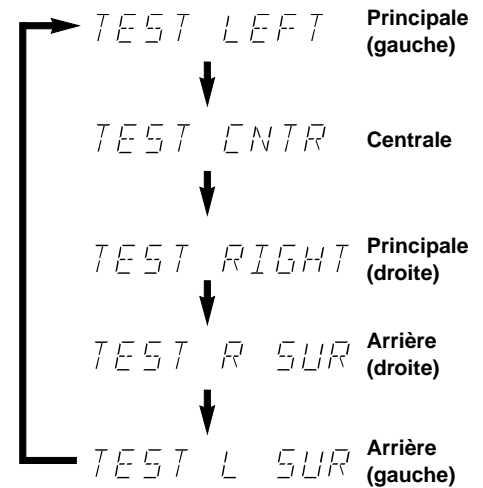 TEST LEFT
Principale
(gauche)
TEST CNTR
Centrale
TEST RIGHT
Principale
(droite)
TEST R SUR
Arrière
(droite)
TEST L SUR
Arrière
(gauche)